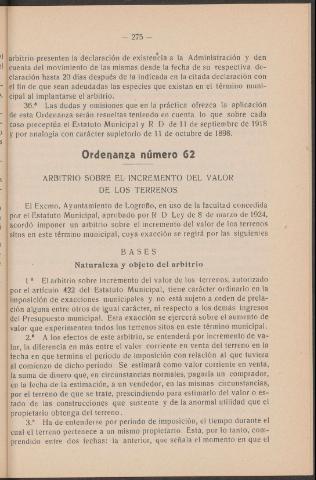 — 275 —
arbitrio presenten la declaración de existencia a la Administración y den
cuenta del movimiento de las mismas desde la fecha de su respectiva de-
claración hasta 20 días después de la indicada en la citada declaración con
el fin de que sean adeudadas las especies que existan en el término muni-
cipal al implantarse el arbitrio.
36.ª Las dudas y omisiones que en la práctica ofrezca la aplicación
de esta Ordenanza serán resueltas teniendo en cuenta lo que sobre cada
caso preceptúa el Estatuto Municipal y R D de 11 de septiembre de 1918
y por analogía con carácter supletorio de 11 de octubre de 1898.
Ordenanza número 62
ARBITRIO SOBRE EL INCREMENTO DEL VALOR
DE LOS TERRENOS
El Excmo. Ayuntamiento de Logroño, en uso de la facultad concedida
por el Estatuto Municipal, aprobado por R D Ley de 8 de marzo de 1924,
acordó imponer un arbitrio sobre el incremento del valor de los terrenos
sitos en este término municipal, cuya exacción se regirá por las siguientes
BASES
Naturaleza y objeto del arbitrio
1.ª El arbitrio sobre incremento del valor de los terrenos, autorizado
por el artículo 422 del Estatuto Municipal, tiene carácter ordinario en la
imposición de exacciones municipales y no está sujeto a orden de prela-
ción alguna entre otros de igual carácter, ni respecto a los demás ingresos
del Presupuesto municipal. Esta exacción se ejercerá sobre el aumento de
valor que experimenten todos los terrenos sitos en este término municipal.
2.ª A los efectos de este arbitrio, se entenderá por incremento de va-
lor, la diferencia en más entre el valor corriente en venta del terreno en la
fecha en que termina el período de imposición con relación al que tuviera
al comienzo de dicho período Se estimará como valor corriente en venta,
la suma de dinero que, en circunstancias normales, pagaría un comprador,
en la fecha de la estimación, a un vendedor, en las mismas circunstancias,
por el terreno de que se trate, prescindiendo para estimarlo del valor o es-
tado de las construcciones que sustente y de la anormal utilidad que el
propietario obtenga del terreno.
3.ª Ha de entenderse por período de imposición, el tiempo durante el
cual el terreno pertenece a un mismo propietario Está, por lo tanto, com-
prendido entre dos fechas: la anterior, que señala el momento en que el